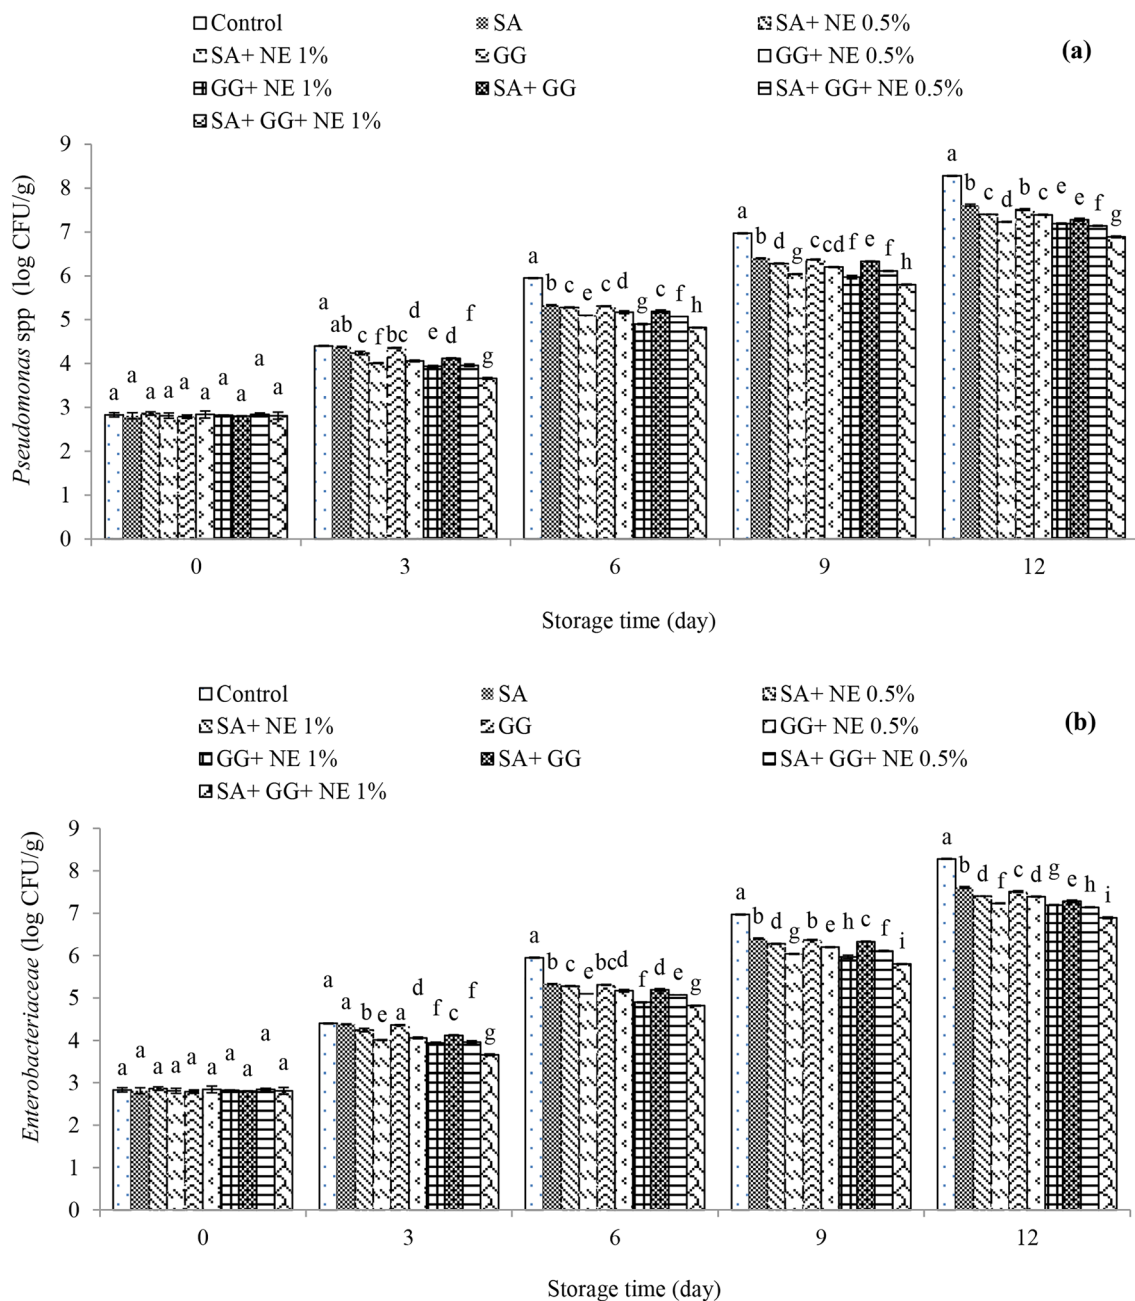 Control SA SA+ NE 0.5%
SA+ NE 1% GG GG+ NE 0.5%
(a)
GG+ NE 1% SA+ GG SA+ GG+ NE 0.5%
SA+ GG+ NE 1%
Pseudomonas spp (log CFU/g)
9
8
7
6
5
4
3
2
1
0
a a a a a a a a a a
a ab c f bc d e d f g
a b c e c d g c f h
a b d g c cd f e f h
a b c d b c e e f g
0 3 6 9 12
Storage time (day)
Control SA SA+ NE 0.5%
SA+ NE 1% GG GG+ NE 0.5%
(b)
GG+ NE 1% SA+ GG SA+ GG+ NE 0.5%
SA+ GG+ NE 1%
Enterobacteriaceae (log CFU/g)
9
8
7
6
5
4
3
2
1
0
a a a a a a a a a a
a a b e a d f c f g
a b c e bc d f d e g
a b d g b e h c f i
a b d f c d g e h i
0 3 6 9 12
Storage time (day)